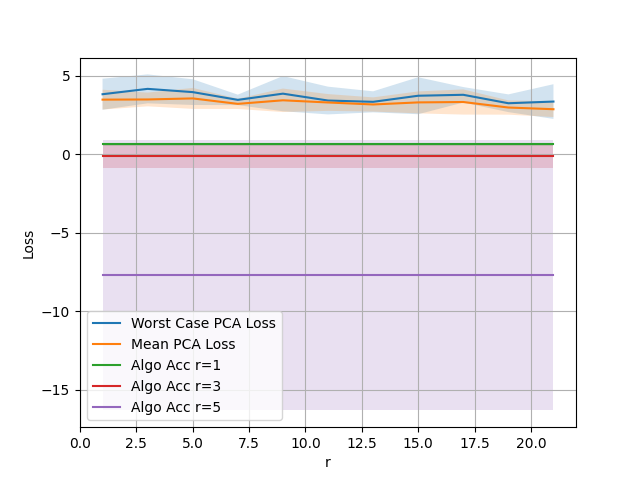 5
0
−5
−10
−15
Loss
Worst Case PCA Loss
Mean PCA Loss
Algo Acc r=1
Algo Acc r=3
Algo Acc r=5
0.0 2.5 5.0 7.5 10.0 12.5 15.0 17.5 20.0
r